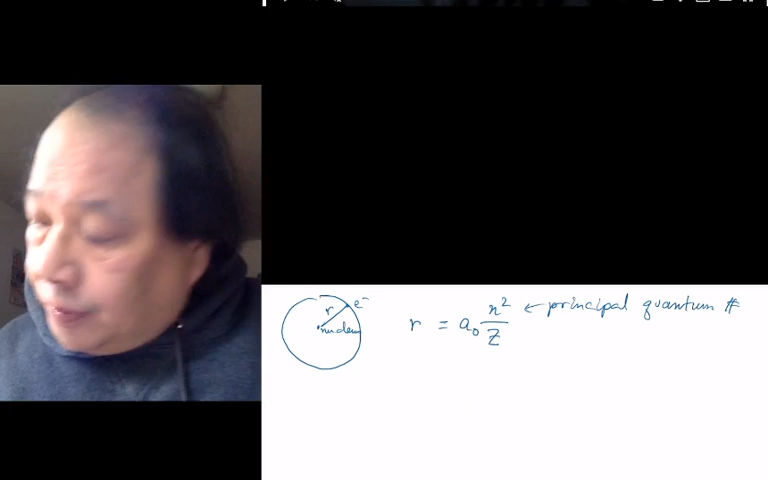 e⁻
r
nucleus
r = a₀ n²/Z ← principal quantum #